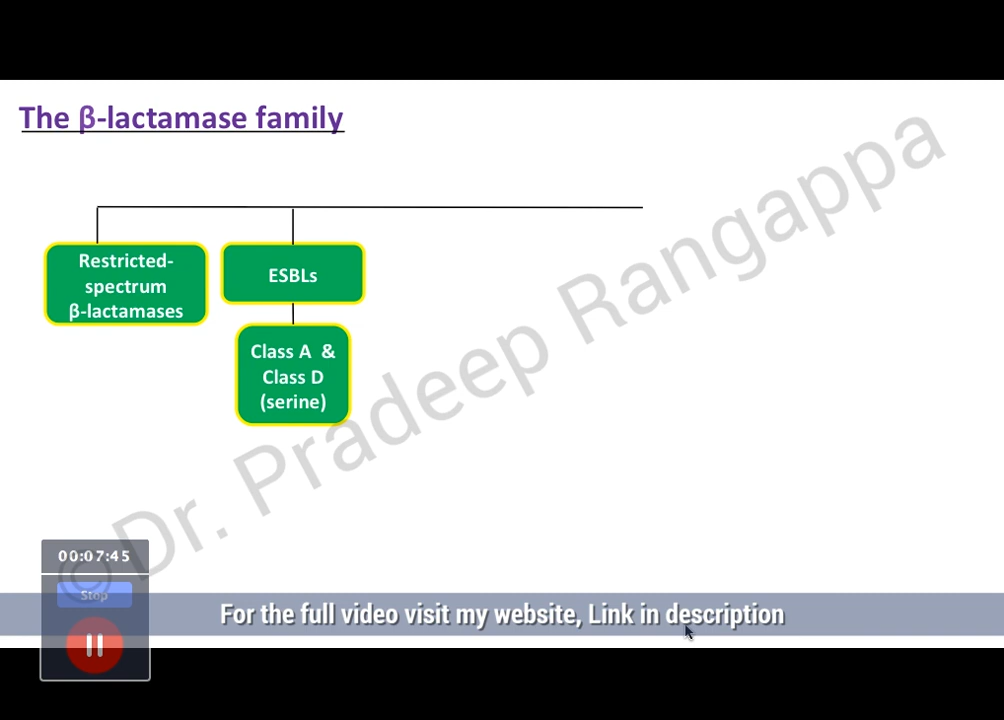 The β-lactamase family
Restricted-
spectrum
β-lactamases
ESBLs
Class A &
Class D
(serine)
© Dr. Pradeep Rangappa
00:07:45
Stop
For the full video visit my website, Link in description